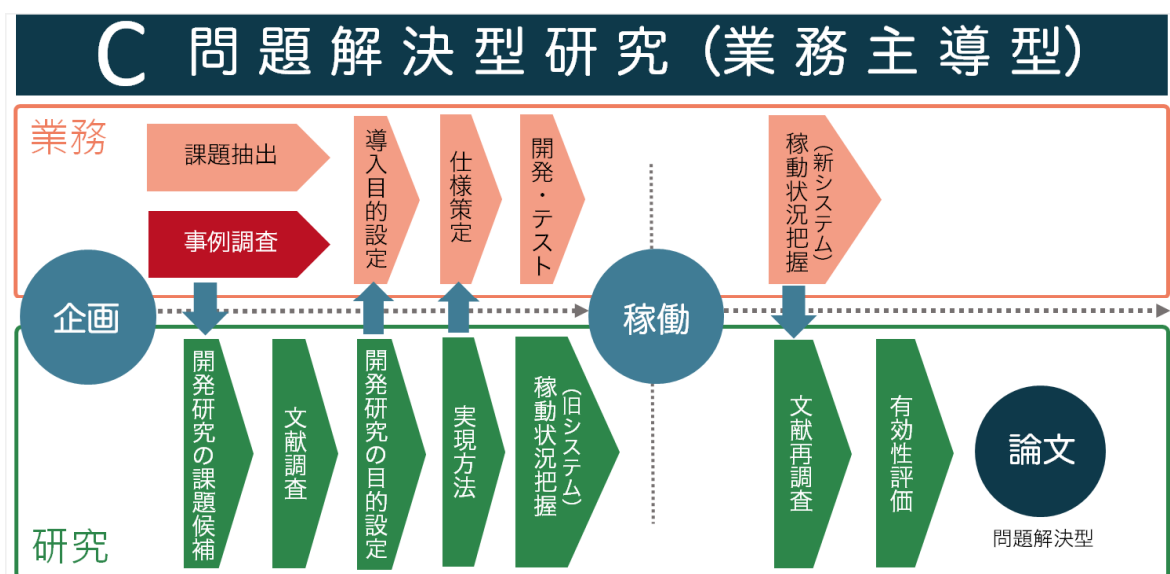 C 問題解決型研究（業務主導型）
業務
課題抽出
事例調査
導入目的設定
仕様策定
開発・テスト
稼動状況把握
（新システム）
企画
稼働
開発研究の課題候補
文献調査
開発研究の目的設定
実現方法
稼動状況把握
（旧システム）
文献再調査
有効性評価
論文
問題解決型
研究